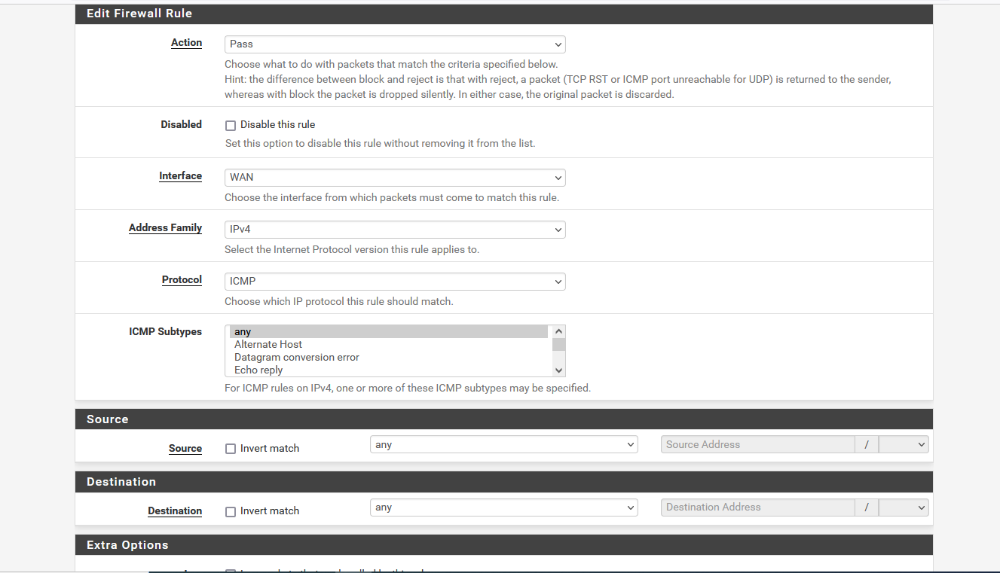 Edit Firewall Rule
Action
Pass
Choose what to do with packets that match the criteria specified below.
Hint: the difference between block and reject is that with reject, a packet (TCP RST or ICMP port unreachable for UDP) is returned to the sender,
whereas with block the packet is dropped silently. In either case, the original packet is discarded.
Disabled
Disable this rule
Set this option to disable this rule without removing it from the list.
Interface
WAN
Choose the interface from which packets must come to match this rule.
Address Family
IPv4
Select the Internet Protocol version this rule applies to.
Protocol
ICMP
Choose which IP protocol this rule should match.
ICMP Subtypes
any
Alternate Host
Datagram conversion error
Echo reply
For ICMP rules on IPv4, one or more of these ICMP subtypes may be specified.
Source
Source
Invert match
any
Source Address
/
Destination
Destination
Invert match
any
Destination Address
/
Extra Options